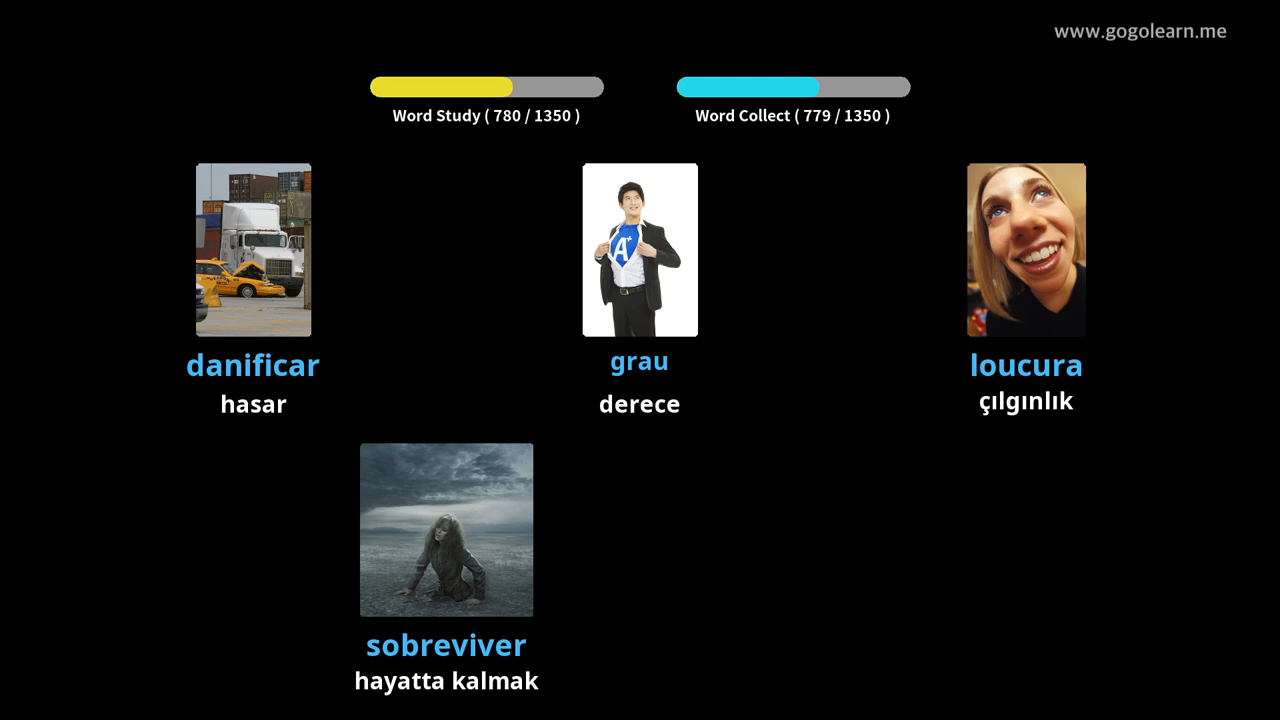 www.gogolearn.me
Word Study ( 780 / 1350 )
Word Collect ( 779 / 1350 )
A+
danificar
hasar
grau
derece
loucura
çılgınlık
sobreviver
hayatta kalmak